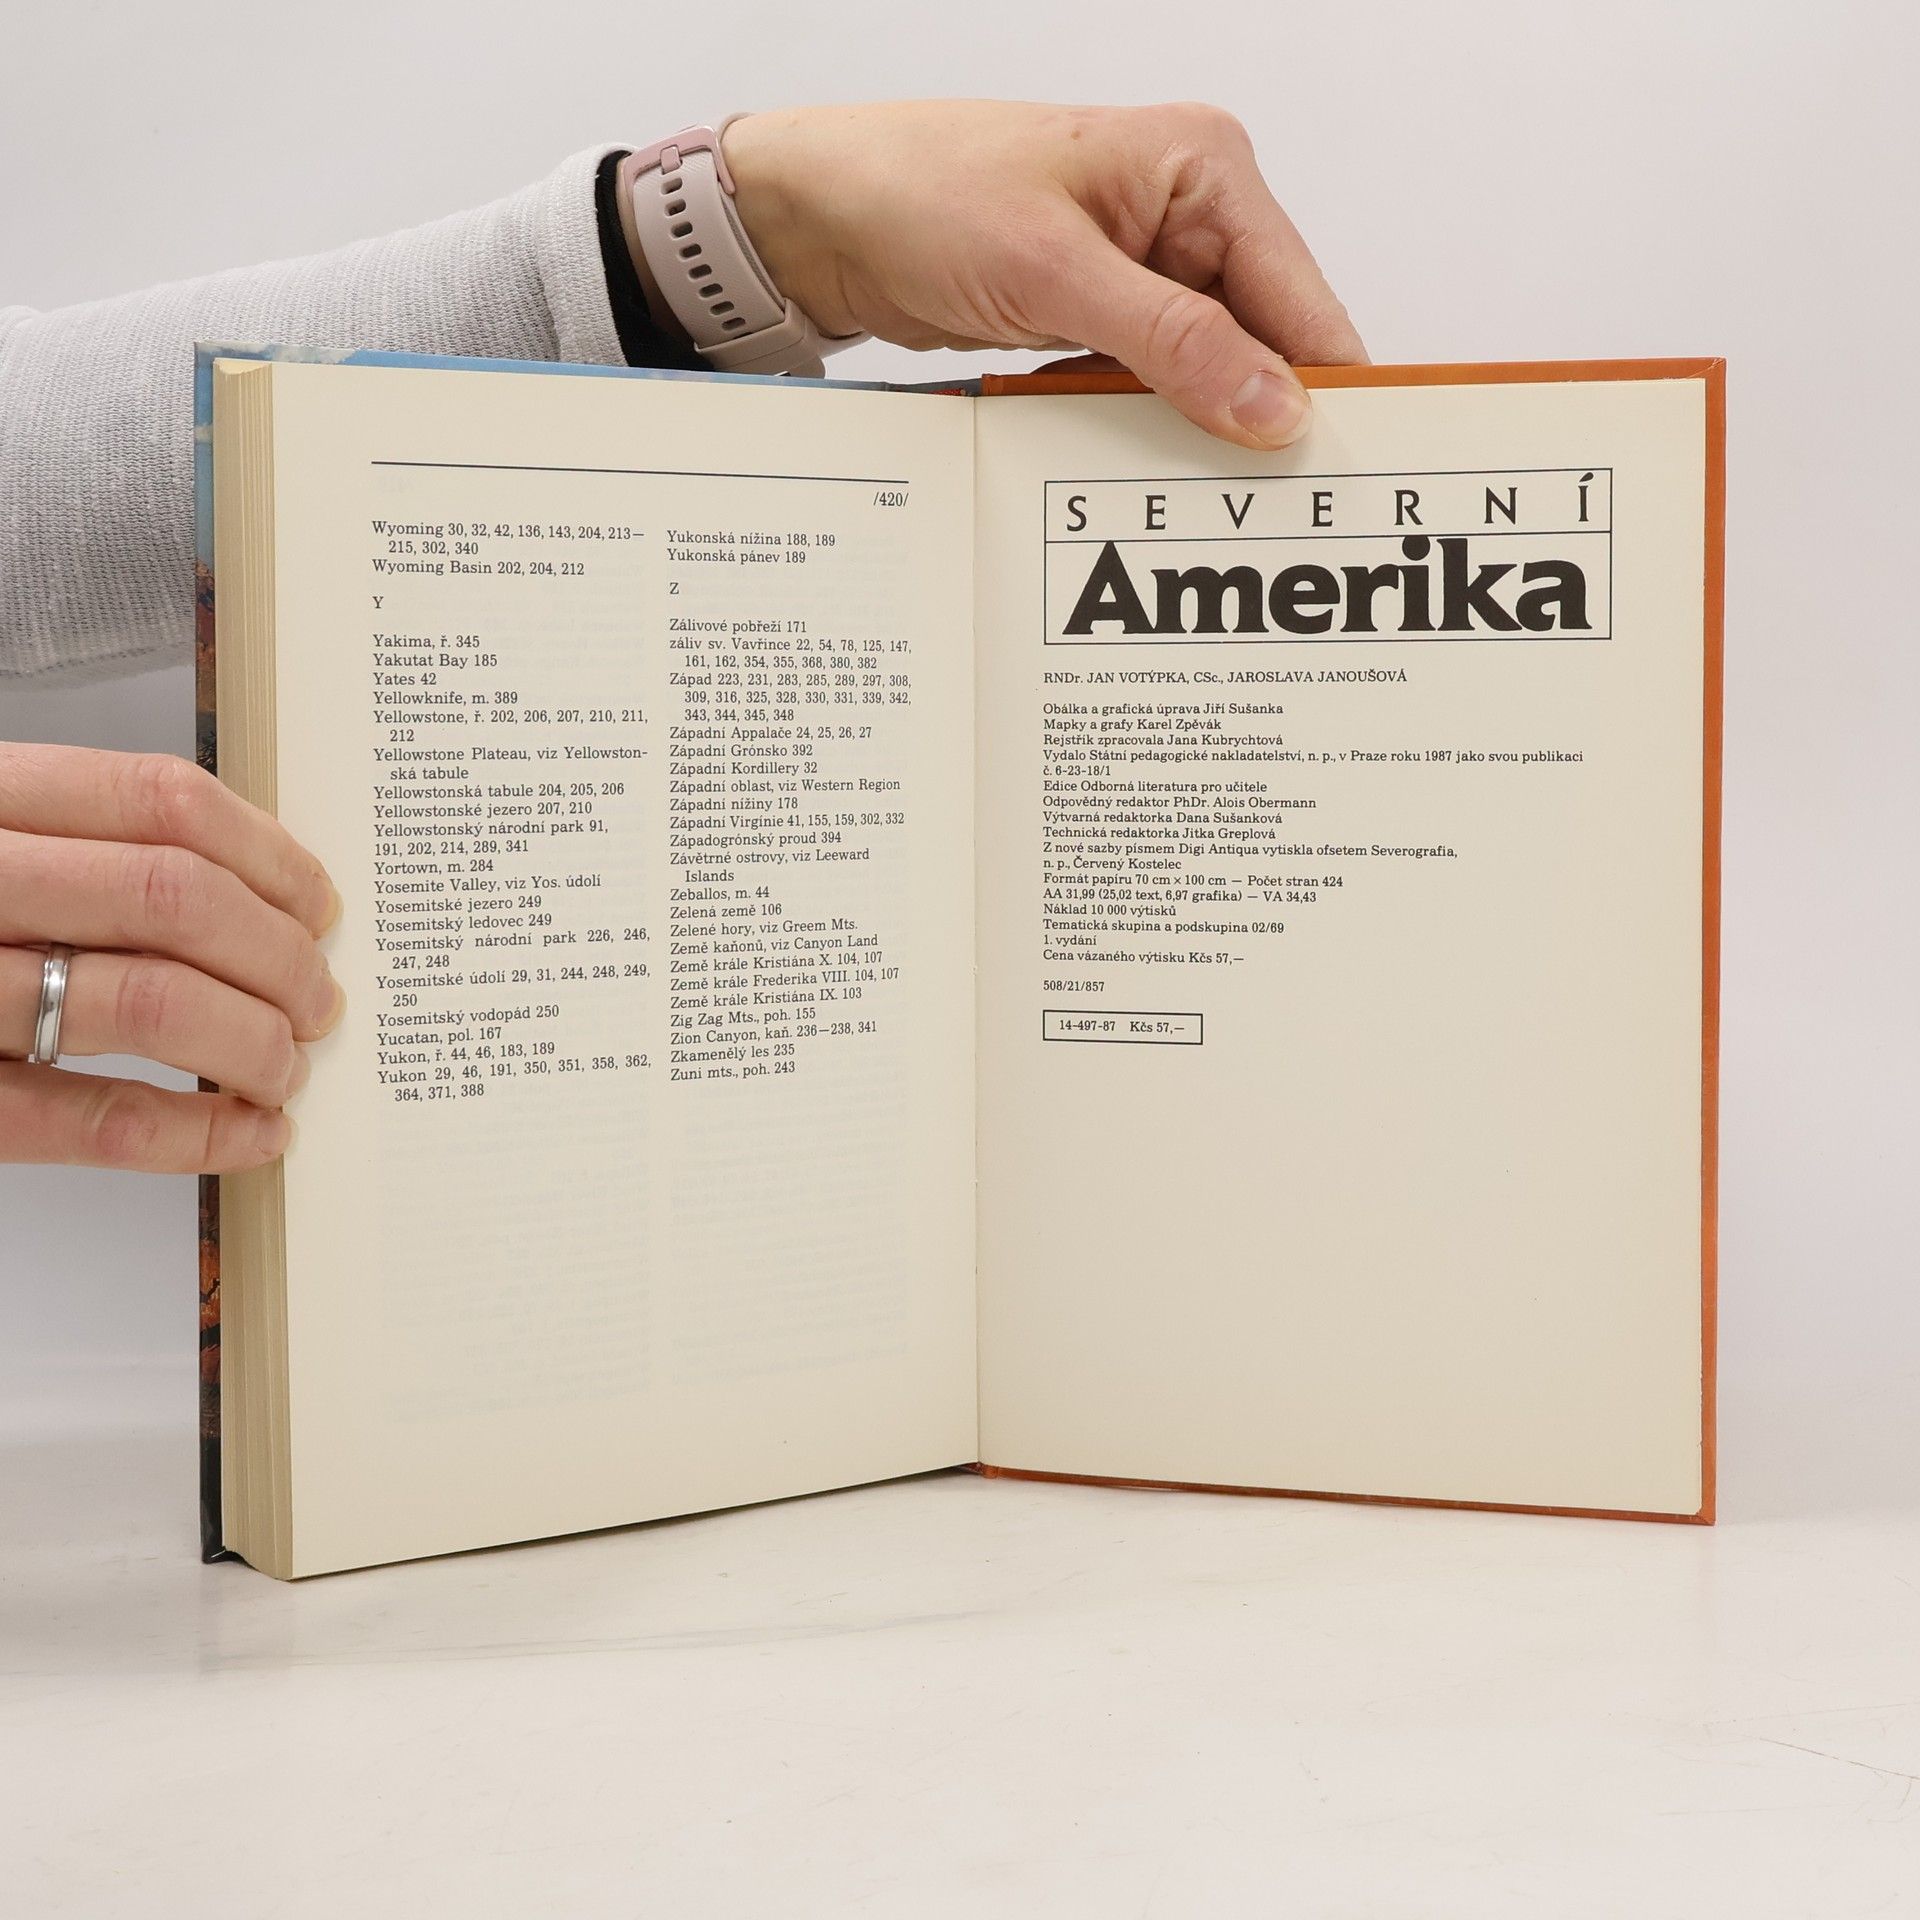 /420/
Wyoming 30, 32, 42, 136, 143, 204, 213—
215, 302, 340
Wyoming Basin 202, 204, 212
Y
Yakima, ř. 345
Yakutat Bay 185
Yates 42
Yellowknife, m. 389
Yellowstone, ř. 202, 206, 207, 210, 211,
212
Yellowstone Plateau, viz Yellowston-
ská tabule
Yellowstonská tabule 204, 205, 206
Yellowstonské jezero 207, 210
Yellowstonský národní park 91,
191, 202, 214, 289, 341
Yortown, m. 284
Yosemite Valley, viz Yos. údolí
Yosemitské jezero 249
Yosemitský ledovec 249
Yosemitský národní park 226, 246,
247, 248
Yosemitské údolí 29, 31, 244, 248, 249,
250
Yosemitský vodopád 250
Yucatan, pol. 167
Yukon, ř. 44, 46, 183, 189
Yukon 29, 46, 191, 350, 351, 358, 362,
364, 371, 388
Yukonská nížina 188, 189
Yukonská pánev 189
Z
Zálivové pobřeží 171
záliv sv. Vavřince 22, 54, 78, 125, 147,
161, 162, 354, 355, 368, 380, 382
Západ 223, 231, 283, 285, 289, 297, 308,
309, 316, 325, 328, 330, 331, 339, 342,
343, 344, 345, 348
Západní Appalače 24, 25, 26, 27
Západní Grónsko 392
Západní Kordillery 32
Západní oblast, viz Western Region
Západní nížiny 178
Západní Virgínie 41, 155, 159, 302, 332
Západogrónský proud 394
Závětrné ostrovy, viz Leeward
Islands
Zeballos, m. 44
Zelená země 106
Zelené hory, viz Greem Mts.
Země kaňonů, viz Canyon Land
Země krále Kristiána X. 104, 107
Země krále Frederika VIII. 104, 107
Země krále Kristiána IX. 103
Zig Zag Mts., poh. 155
Zion Canyon, kaň. 236—238, 341
Zkamenělý les 235
Zuni mts., poh. 243
SEVERNÍ
Amerika
RNDr. JAN VOTÝPKA, CSc., JAROSLAVA JANOUŠOVÁ
Obálka a grafická úprava Jiří Sušanka
Mapky a grafy Karel Zpěvák
Rejstřík zpracovala Jana Kubrychtová
Vydalo Státní pedagogické nakladatelství, n. p., v Praze roku 1987 jako svou publikaci
č. 6-23-18/1
Edice Odborná literatura pro učitele
Odpovědný redaktor PhDr. Alois Obermann
Výtvarná redaktorka Dana Sušanková
Technická redaktorka Jitka Greplová
Z nové sazby písmem Digi Antiqua vytiskla ofsetem Severografia,
n. p., Červený Kostelec
Formát papíru 70 cm × 100 cm — Počet stran 424
AA 31,99 (25,02 text, 6,97 grafika) — VA 34,43
Náklad 10 000 výtisků
Tematická skupina a podskupina 02/69
1. vydání
Cena vázaného výtisku Kčs 57,—
508/21/857
14-497-87 Kčs 57,—